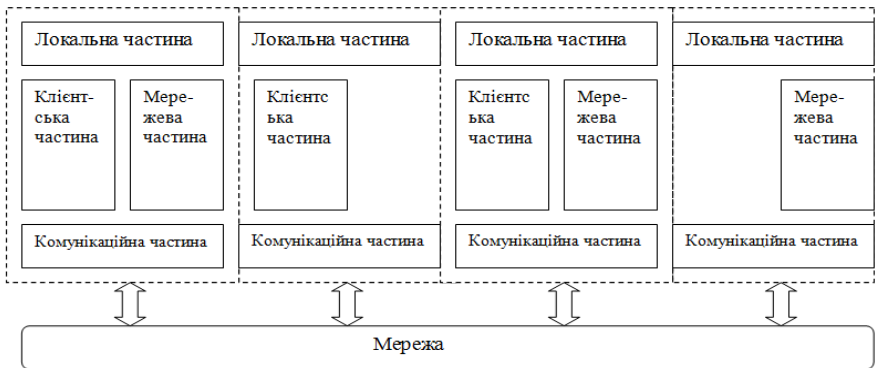 Локальна частина
Локальна частина
Локальна частина
Локальна частина
Клієнт-
ська
частина
Мере-
жева
частина
Клієнтс
ька
частина
Клієнтс
ька
частина
Мере-
жева
частина
Мере-
жева
частина
Комунікаційна частина
Комунікаційна частина
Комунікаційна частина
Комунікаційна частина
Мережа